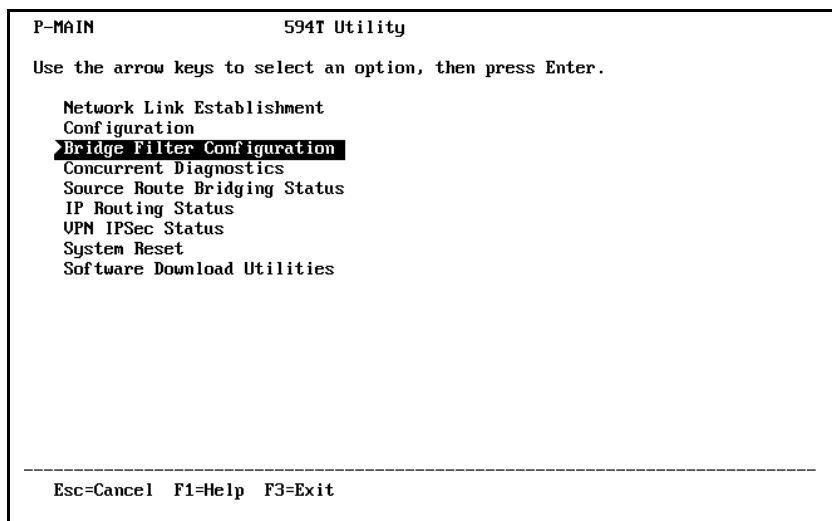 P-MAIN 594T Utility
Use the arrow keys to select an option, then press Enter.
Network Link Establishment
Configuration
>Bridge Filter Configuration
Concurrent Diagnostics
Source Route Bridging Status
IP Routing Status
VPN IPSec Status
System Reset
Software Download Utilities
Esc=Cancel F1=Help F3=Exit